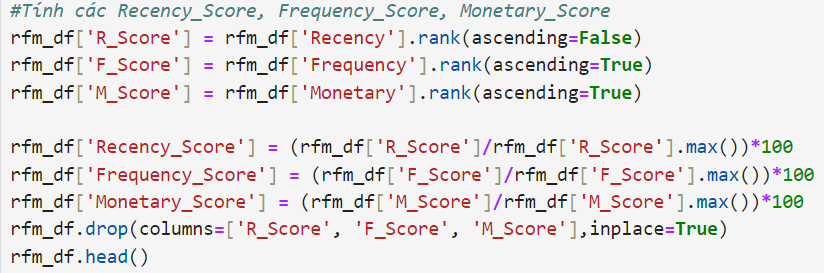 #Tính các Recency_Score, Frequency_Score, Monetary_Score
rfm_df['R_Score'] = rfm_df['Recency'].rank(ascending=False)
rfm_df['F_Score'] = rfm_df['Frequency'].rank(ascending=True)
rfm_df['M_Score'] = rfm_df['Monetary'].rank(ascending=True)
rfm_df['Recency_Score'] = (rfm_df['R_Score']/rfm_df['R_Score'].max())*100
rfm_df['Frequency_Score'] = (rfm_df['F_Score']/rfm_df['F_Score'].max())*100
rfm_df['Monetary_Score'] = (rfm_df['M_Score']/rfm_df['M_Score'].max())*100
rfm_df.drop(columns=['R_Score', 'F_Score', 'M_Score'],inplace=True)
rfm_df.head()